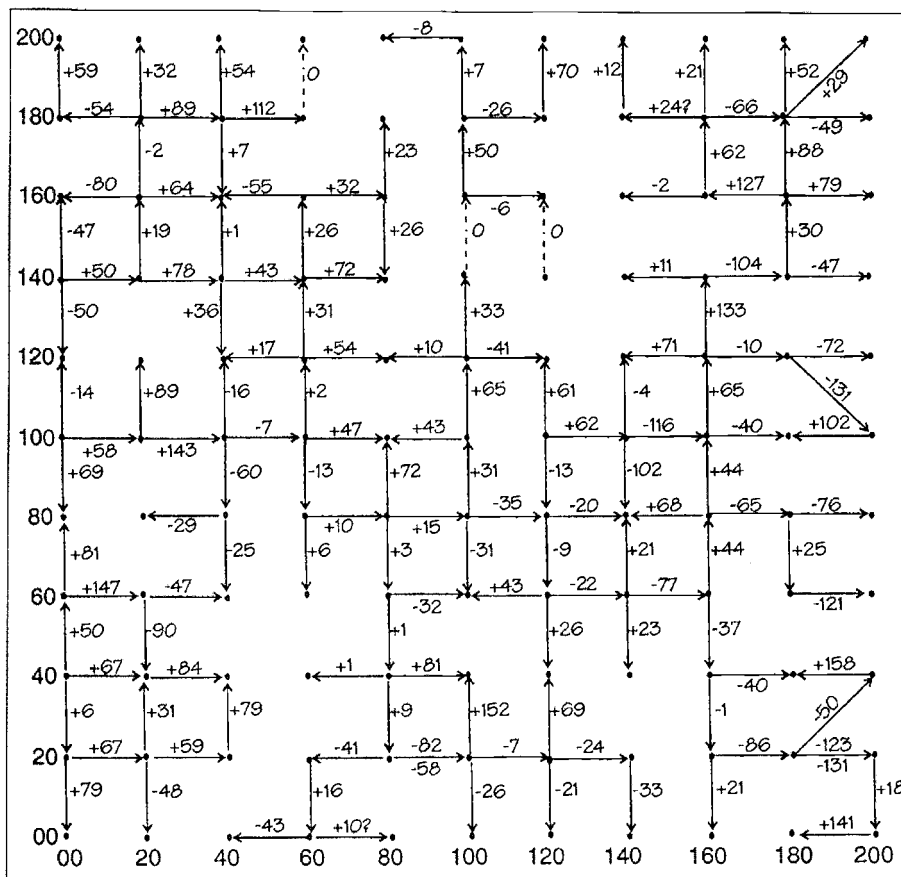 -8
200
+59 +32 +54 0 +7 +70 +12 +21 +52 +29
-54 +89 +112 -26 +24? -66
180
-49
-2 +7 +23 +50 +62 +88
-80 +64 -55 +32 -2 +127 +79
160
-6
-47 +19 +1 +26 +26 0 0 +30
+50 +78 +43 +72 +11 -104 -47
140
-50 +36 +31 +33 +133
+17 +54 +10 -41 +71 -10 -72
120
-14 +89 -16 +2 +65 +61 -4 +65 -131
-7 +47 +43 +62 -116 -40 +102
100
+58 +143
+69 -60 -13 +72 +31 -13 -102 +44
-35 -20 +68 -65 -76
80
-29 +10 +15
+81 -25 +6 +3 -31 -9 +21 +44 +25
+147 -47 +43 -22 -77
60
-32 -121
+50 -90 +1 +26 +23 -37
+67 +84 +1 +81 +158
40
-40
+6 +31 +79 +9 +152 +69 -1 -50
+67 +59 -41 -82 -7 -24 -86 -123
20
-58 -131
+79 -48 +16 -26 -21 -33 +21 +18
-43 +10? +141
00
00 20 40 60 80 100 120 140 160 180 200